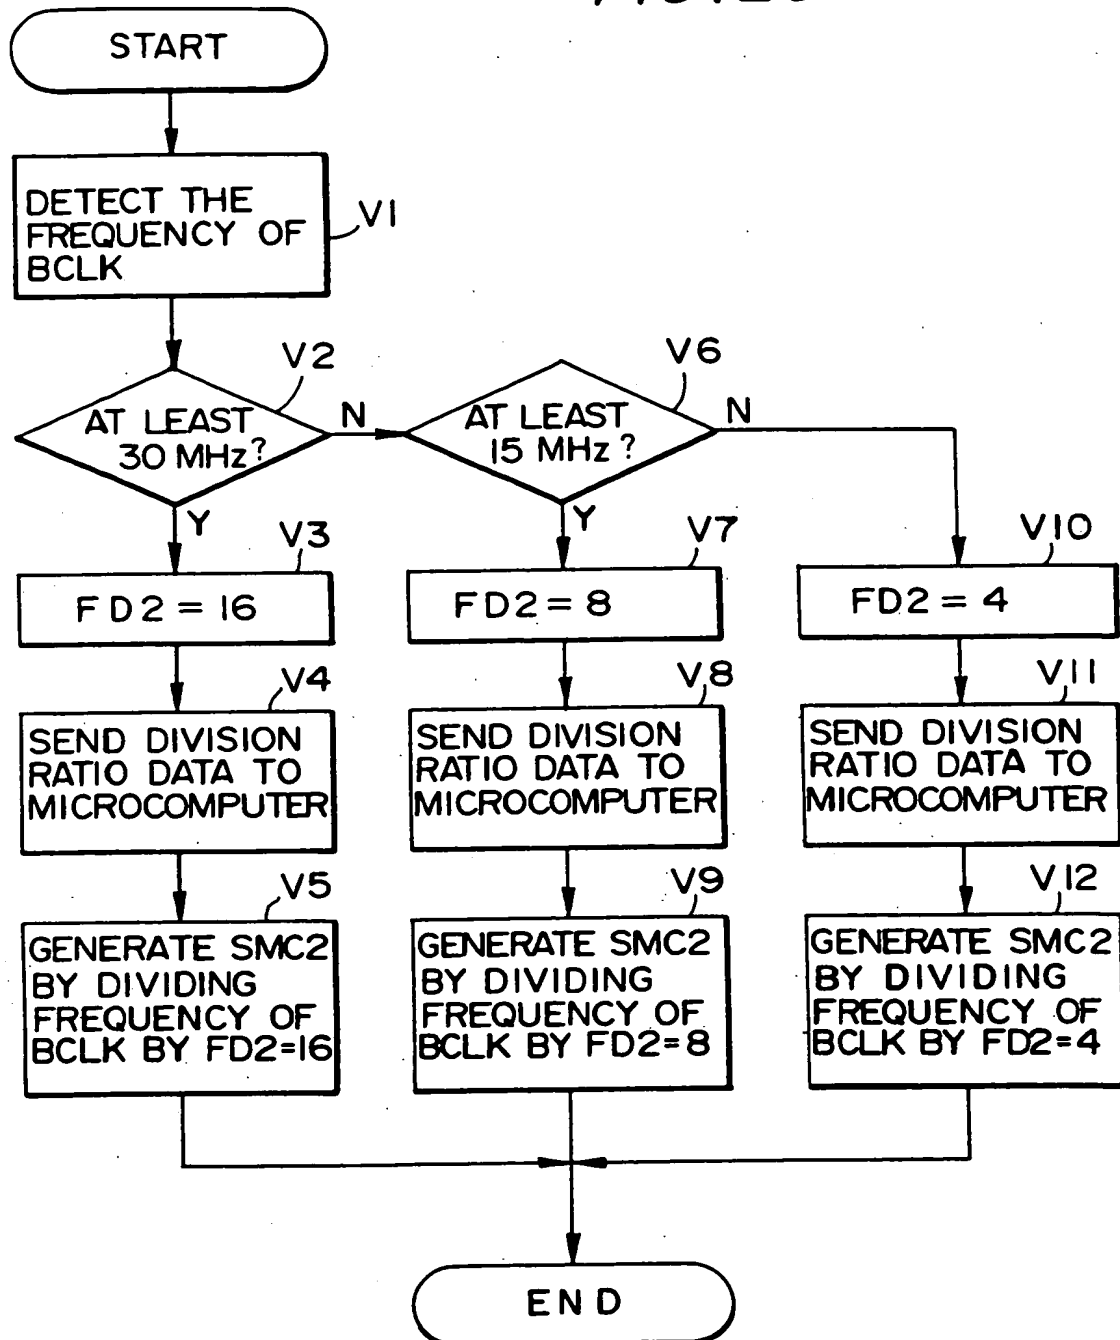 START
DETECT THE
FREQUENCY OF
BCLK
V1
V2
AT LEAST
30 MHz?
N
Y
V6
AT LEAST
15 MHz?
N
Y
V3
FD2 = 16
V7
FD2 = 8
V10
FD2 = 4
V4
SEND DIVISION
RATIO DATA TO
MICROCOMPUTER
V8
SEND DIVISION
RATIO DATA TO
MICROCOMPUTER
V11
SEND DIVISION
RATIO DATA TO
MICROCOMPUTER
V5
GENERATE SMC2
BY DIVIDING
FREQUENCY OF
BCLK BY FD2=16
V9
GENERATE SMC2
BY DIVIDING
FREQUENCY OF
BCLK BY FD2=8
V12
GENERATE SMC2
BY DIVIDING
FREQUENCY OF
BCLK BY FD2=4
END